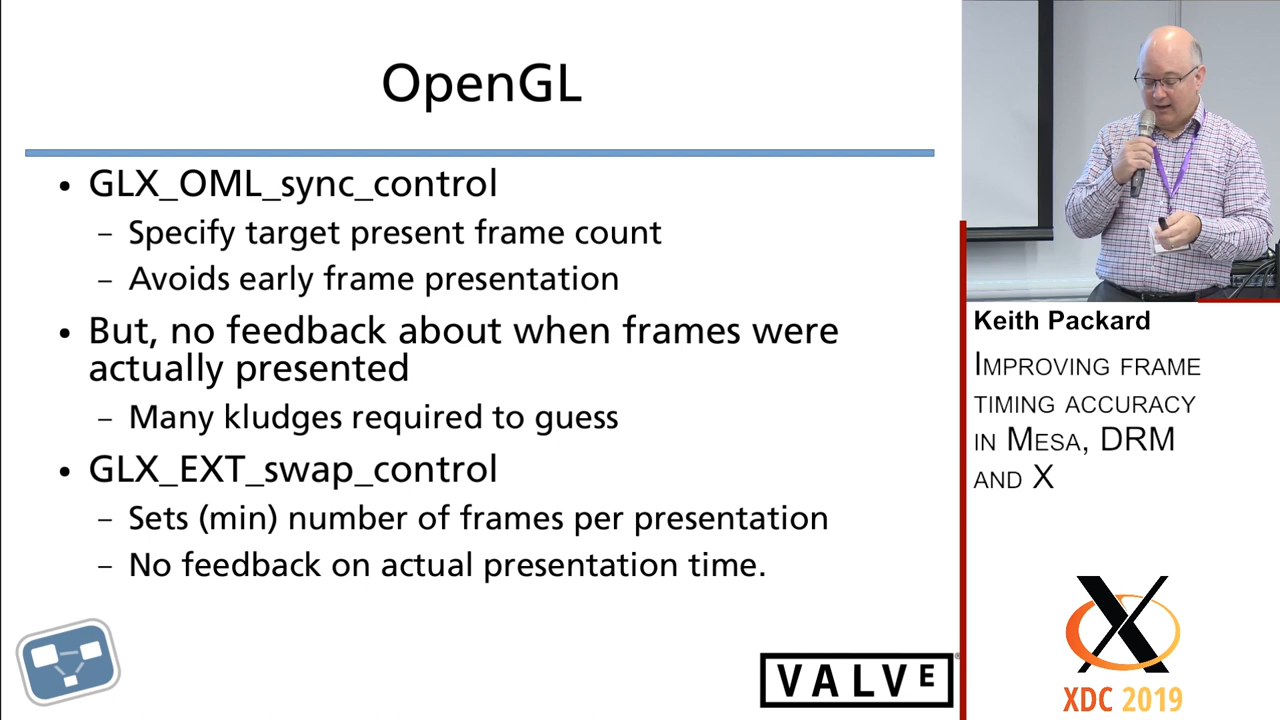 OpenGL
• GLX_OML_sync_control
– Specify target present frame count
– Avoids early frame presentation
• But, no feedback about when frames were
actually presented
– Many kludges required to guess
• GLX_EXT_swap_control
– Sets (min) number of frames per presentation
– No feedback on actual presentation time.
VALVE®
Keith Packard
Improving frame
timing accuracy
in Mesa, DRM
and X
X
XDC 2019